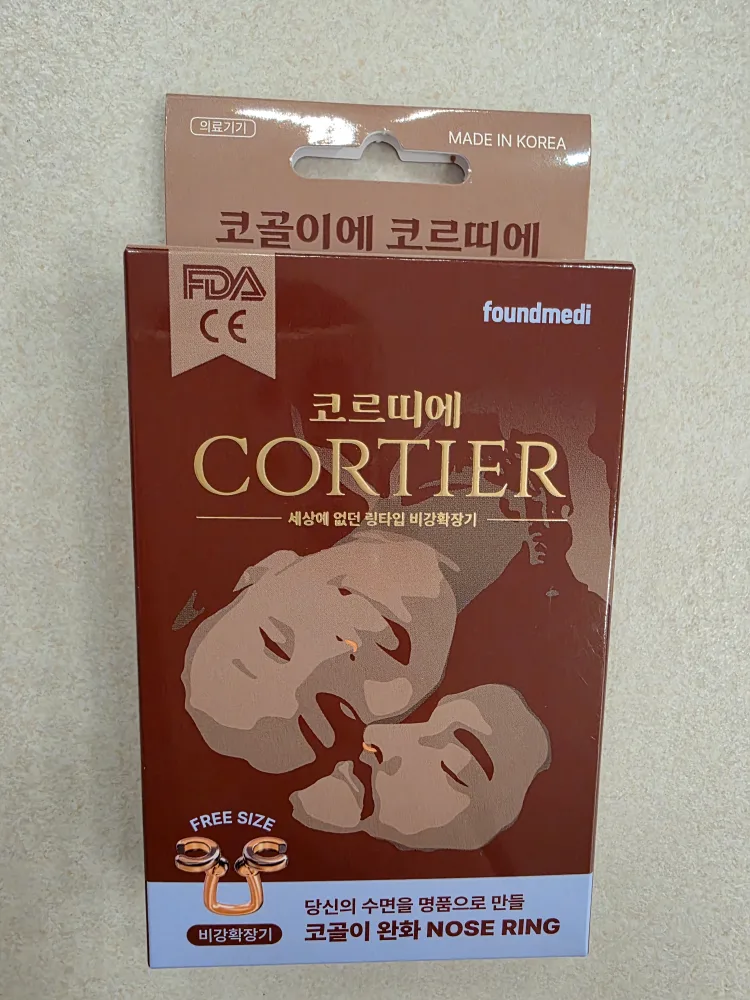 의료기기
MADE IN KOREA
코골이에 코르띠에
FDA
CE
foundmedi
코르띠에
CORTIER
세상에 없던 링타입 비강확장기
FREE SIZE
비강확장기
당신의 수면을 명품으로 만들
코골이 완화 NOSE RING